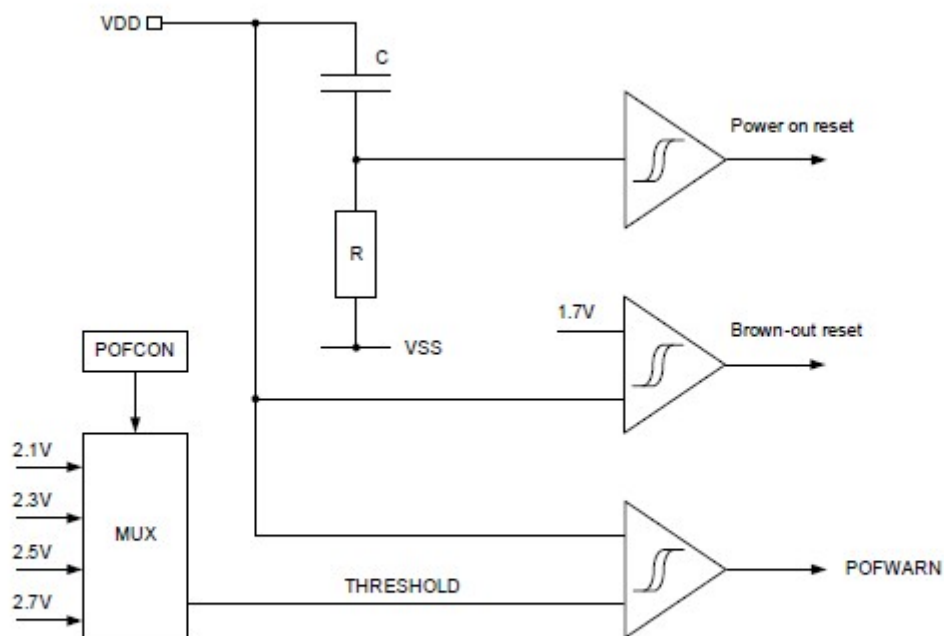 VDD
C
Power on reset
R
1.7V
Brown-out reset
VSS
POFCON
2.1V
2.3V
MUX
2.5V
POFWARN
THRESHOLD
2.7V